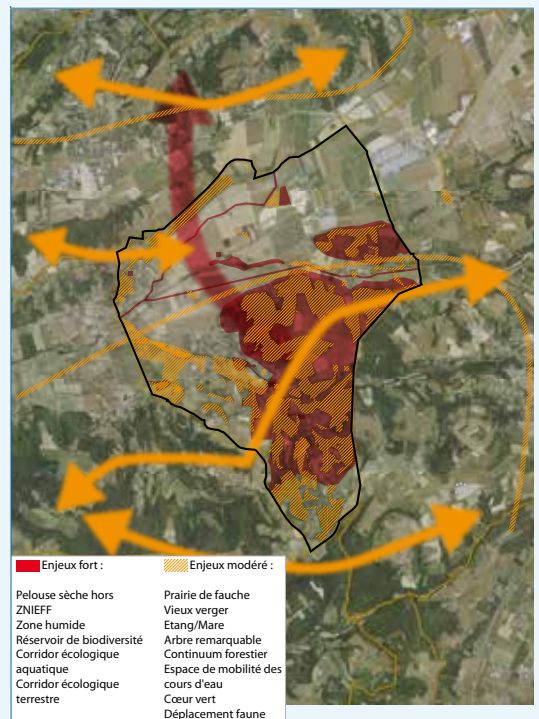 Enjeux fort :
Pelouse sèche hors
ZNIEFF
Zone humide
Réservoir de biodiversité
Corridor écologique
aquatique
Corridor écologique
terrestre
Enjeux modéré :
Prairie de fauche
Vieux verger
Etang/Mare
Arbre remarquable
Continuum forestier
Espace de mobilité des
cours d'eau
Cœur vert
Déplacement faune